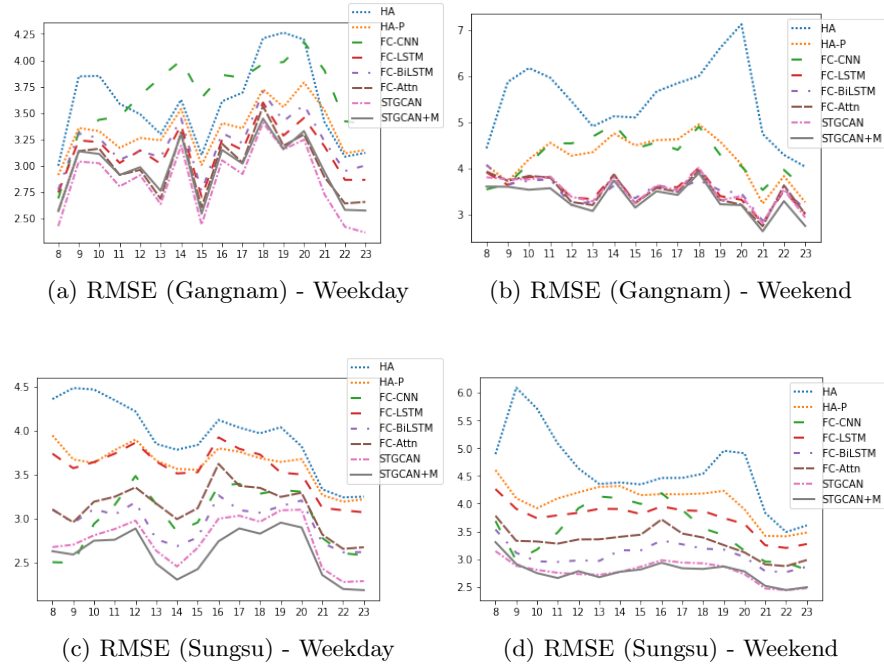 HA
HA-P
FC-CNN
FC-LSTM
FC-BiLSTM
FC-Attn
STGCAN
STGCAN+M
4.25
4.00
3.75
3.50
3.25
3.00
2.75
2.50
8 9 10 11 12 13 14 15 16 17 18 19 20 21 22 23
(a) RMSE (Gangnam) - Weekday
HA
HA-P
FC-CNN
FC-LSTM
FC-BiLSTM
FC-Attn
STGCAN
STGCAN+M
7
6
5
4
3
8 9 10 11 12 13 14 15 16 17 18 19 20 21 22 23
(b) RMSE (Gangnam) - Weekend
HA
HA-P
FC-CNN
FC-LSTM
FC-BiLSTM
FC-Attn
STGCAN
STGCAN+M
4.5
4.0
3.5
3.0
2.5
8 9 10 11 12 13 14 15 16 17 18 19 20 21 22 23
(c) RMSE (Sungsu) - Weekday
HA
HA-P
FC-CNN
FC-LSTM
FC-BiLSTM
FC-Attn
STGCAN
STGCAN+M
6.0
5.5
5.0
4.5
4.0
3.5
3.0
2.5
8 9 10 11 12 13 14 15 16 17 18 19 20 21 22 23
(d) RMSE (Sungsu) - Weekend